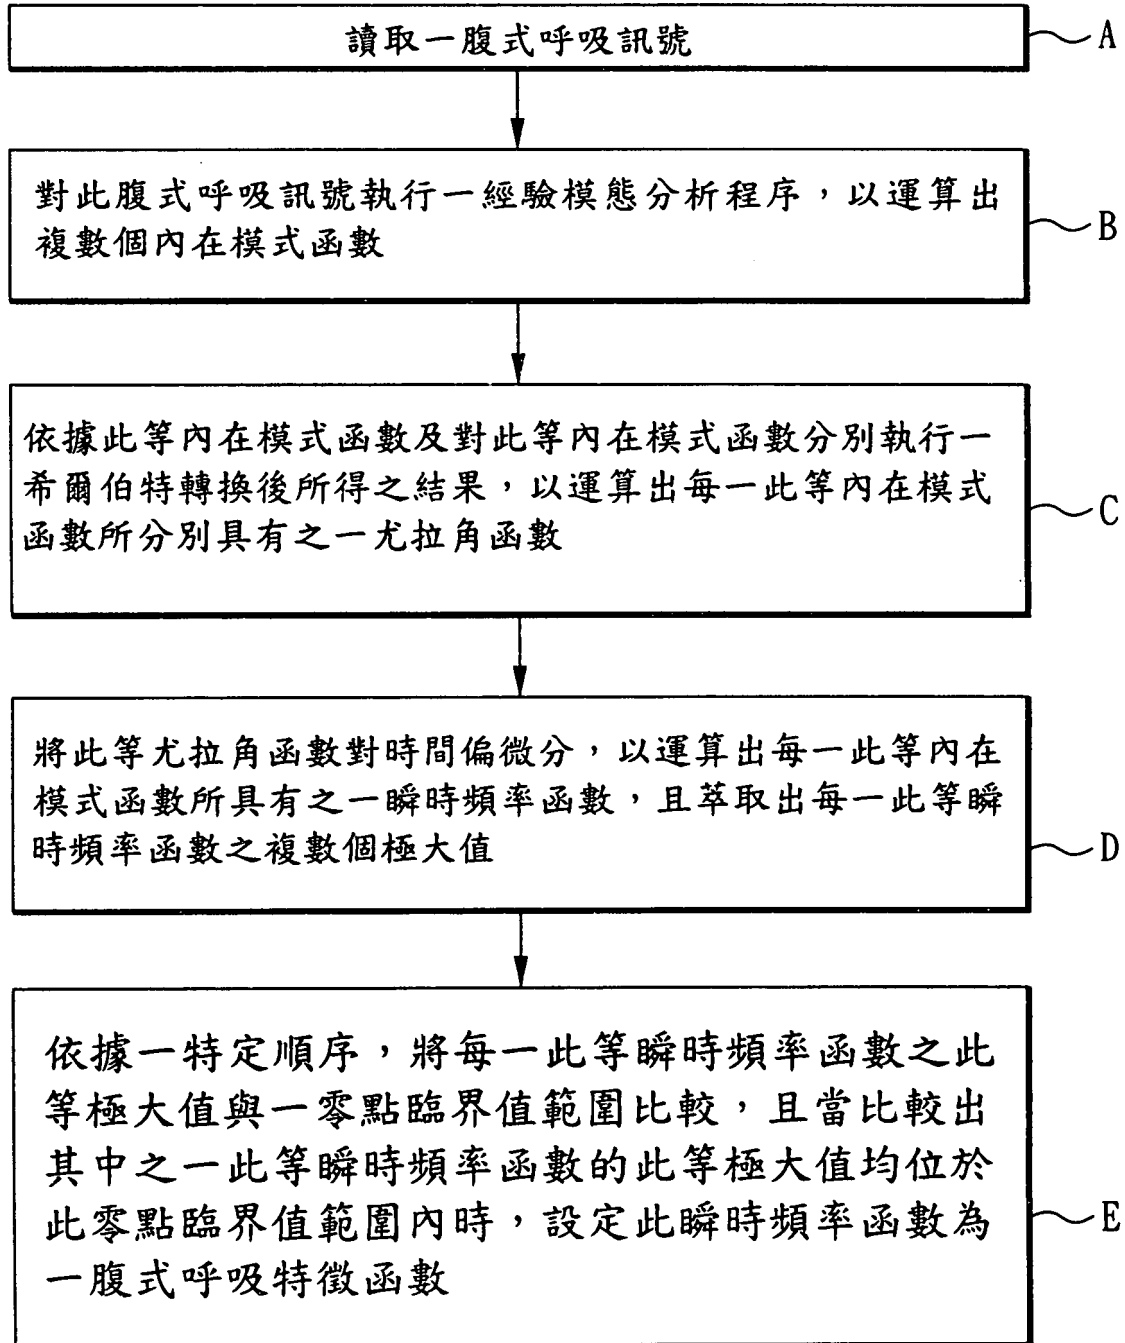 讀取一腹式呼吸訊號
A
對此腹式呼吸訊號執行一經驗模態分析程序,以運算出
複數個內在模式函數
B
依據此等內在模式函數及對此等內在模式函數分別執行一
希爾伯特轉換後所得之結果,以運算出每一此等內在模式
函數所分別具有之一尤拉角函數
C
將此等尤拉角函數對時間偏微分,以運算出每一此等內在
模式函數所具有之一瞬時頻率函數,且萃取出每一此等瞬
時頻率函數之複數個極大值
D
依據一特定順序,將每一此等瞬時頻率函數之此
等極大值與一零點臨界值範圍比較,且當比較出
其中之一此等瞬時頻率函數的此等極大值均位於
此零點臨界值範圍內時,設定此瞬時頻率函數為
一腹式呼吸特徵函數
E